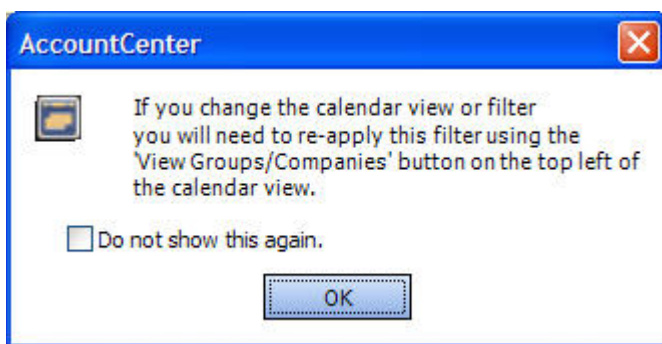 AccountCenter
If you change the calendar view or filter
you will need to re-apply this filter using the
'View Groups/Companies' button on the top left of
the calendar view.
Do not show this again.
OK